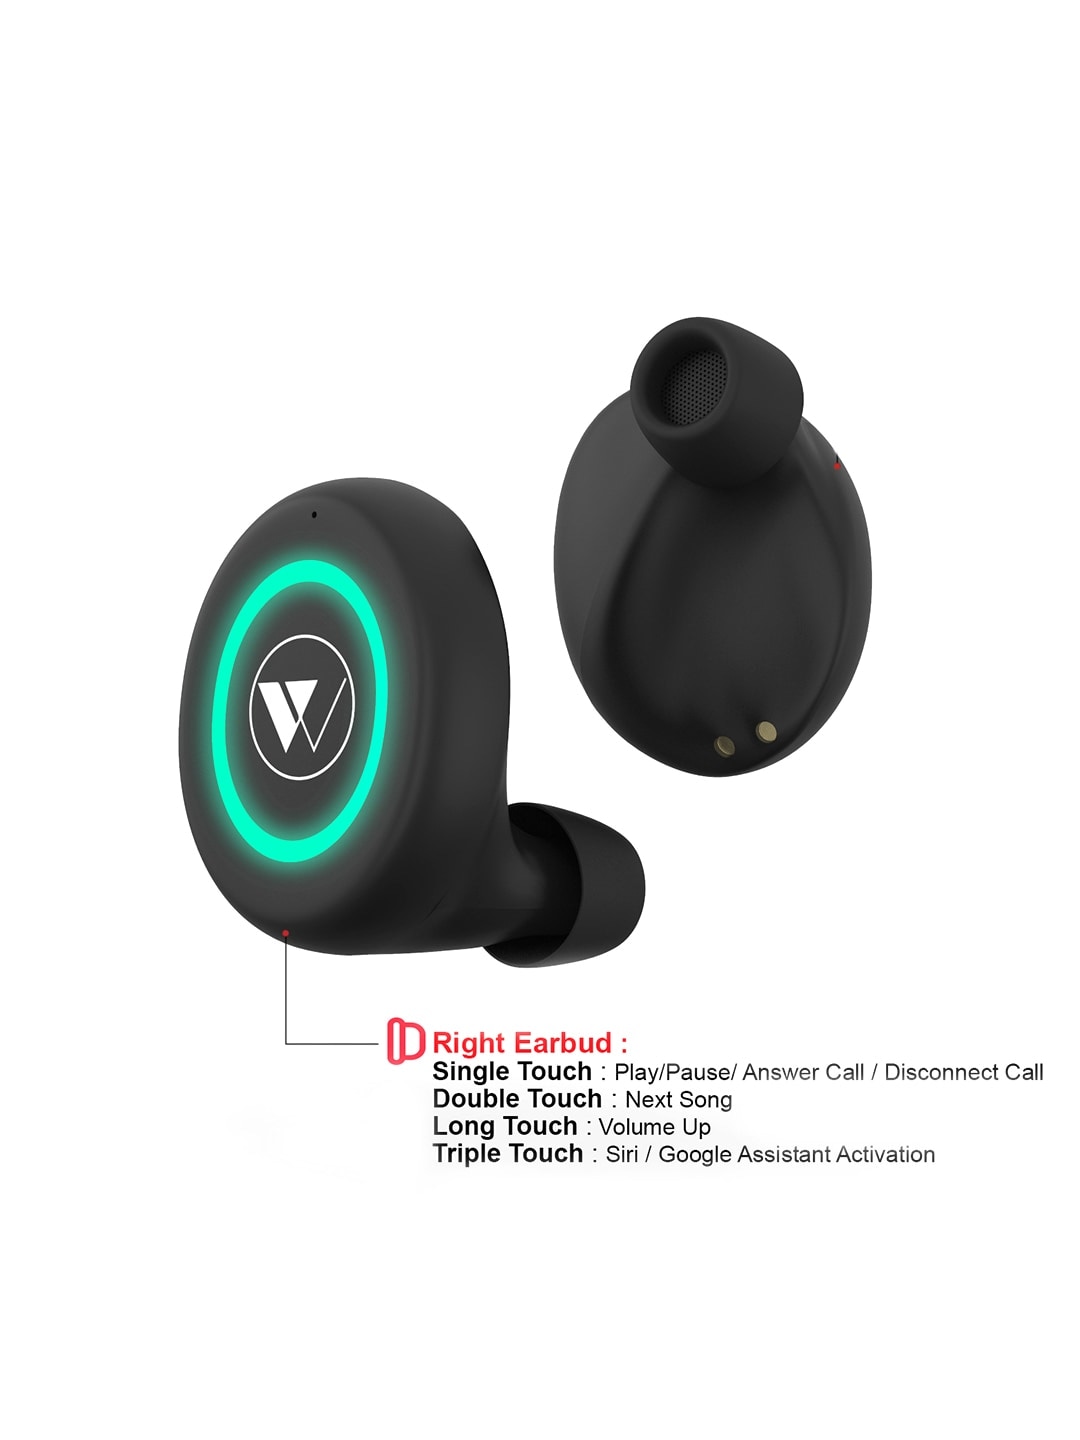 Right Earbud :
Single Touch : Play/Pause/ Answer Call / Disconnect Call
Double Touch : Next Song
Long Touch : Volume Up
Triple Touch : Siri / Google Assistant Activation